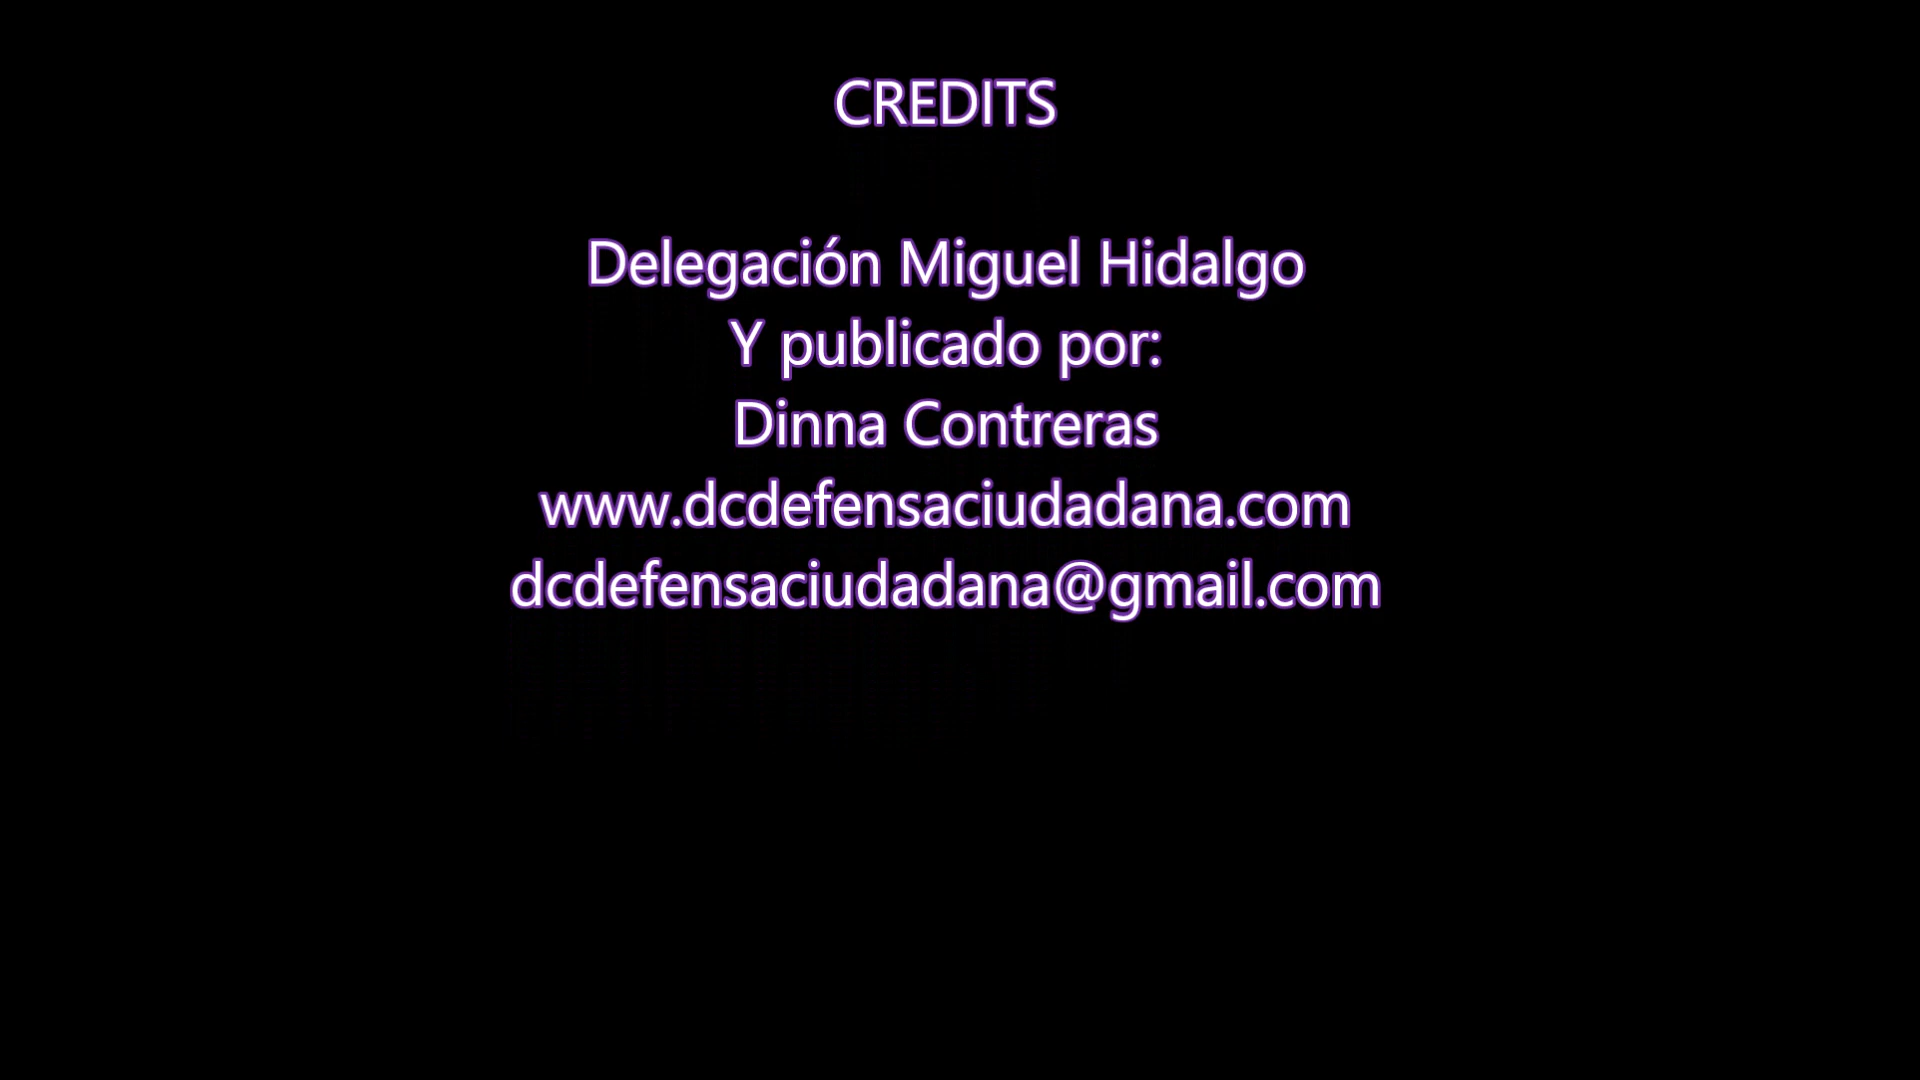 CREDITS
Delegación Miguel Hidalgo
Y publicado por:
Dinna Contreras
www.dcdefensaciudadana.com
dcdefensaciudadana@gmail.com